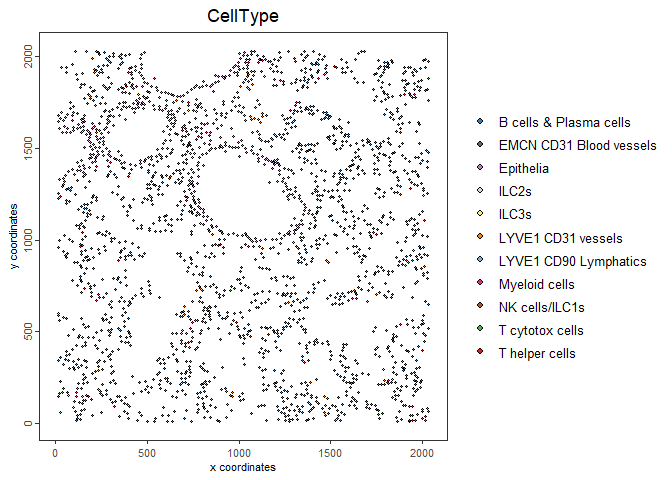 CellType
2000
1500
1000
500
0
y coordinates
0
500
1000
1500
2000
x coordinates
B cells & Plasma cells
EMCN CD31 Blood vessels
Epithelia
ILC2s
ILC3s
LYVE1 CD31 vessels
LYVE1 CD90 Lymphatics
Myeloid cells
NK cells/ILC1s
T cytotox cells
T helper cells